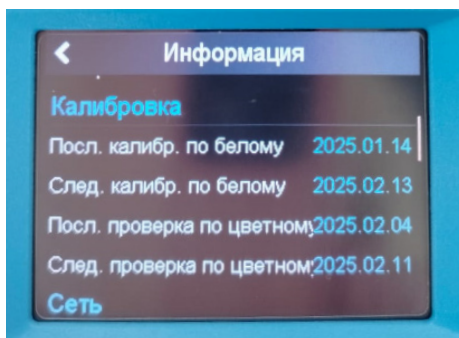 Информация
Калибровка
Посл. калибр. по белому 2025.01.14
След. калибр. по белому 2025.02.13
Посл. проверка по цветному 2025.02.04
След. проверка по цветном 2025.02.11
Сеть